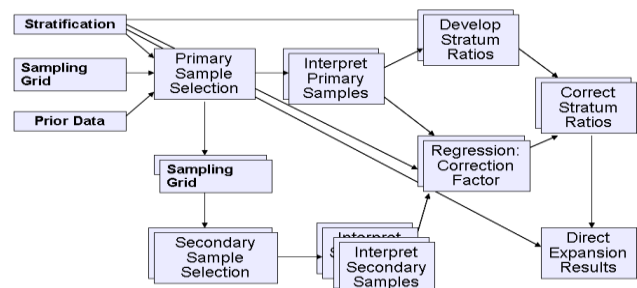 Stratification
Sampling
Grid
Prior Data
Primary
Sample
Selection
Interpret
Primary
Samples
Develop
Stratum
Ratios
Correct
Stratum
Ratios
Regression:
Correction
Factor
Sampling
Grid
Secondary
Sample
Selection
Interpret
Interpret
Secondary
Samples
Direct
Expansion
Results